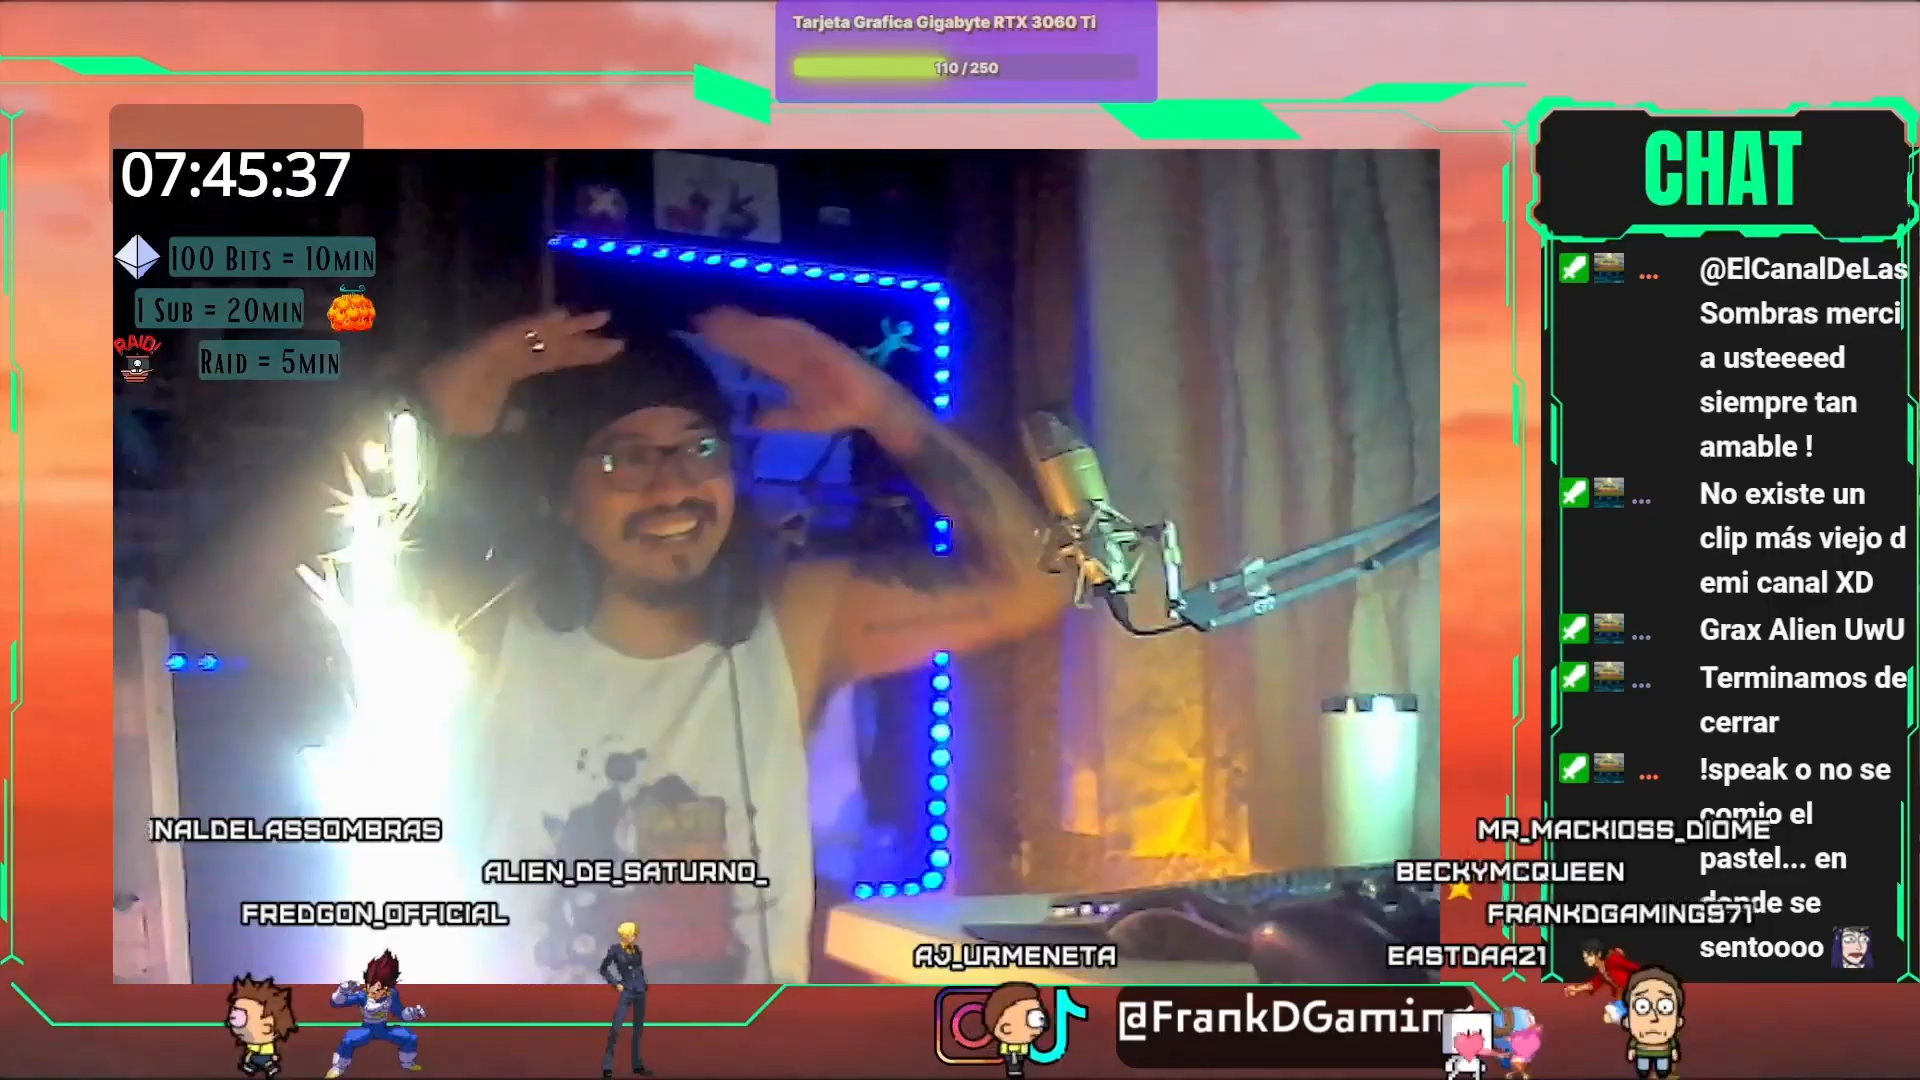 Tarjeta Grafica Gigabyte RTX 3060 Ti
110 / 250
07:45:37
100 BITS = 10MIN
1 SUB = 20MIN
RAID!
RAID = 5MIN
CHAT
@ElCanalDeLas
Sombras merci
a usteeeed
siempre tan
amable !
No existe un
clip más viejo d
emi canal XD
Grax Alien UwU
Terminamos de
cerrar
!speak o no se
comio el
pastel... en
donde se
sentoooo
INALDELASSOMBRAS
ALIEN_DE_SATURNO_
FREDGON_OFFICIAL
AJ_URMENETA
MR_MACKIOSS_DIOME
BECKYMCQUEEN
FRANKDGAMING971
EASTDAA21
@FrankDGamin